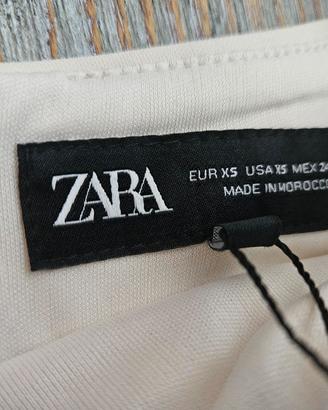 ZARA
EUR XS USA XS MEX 24
MADE IN MOROCCO